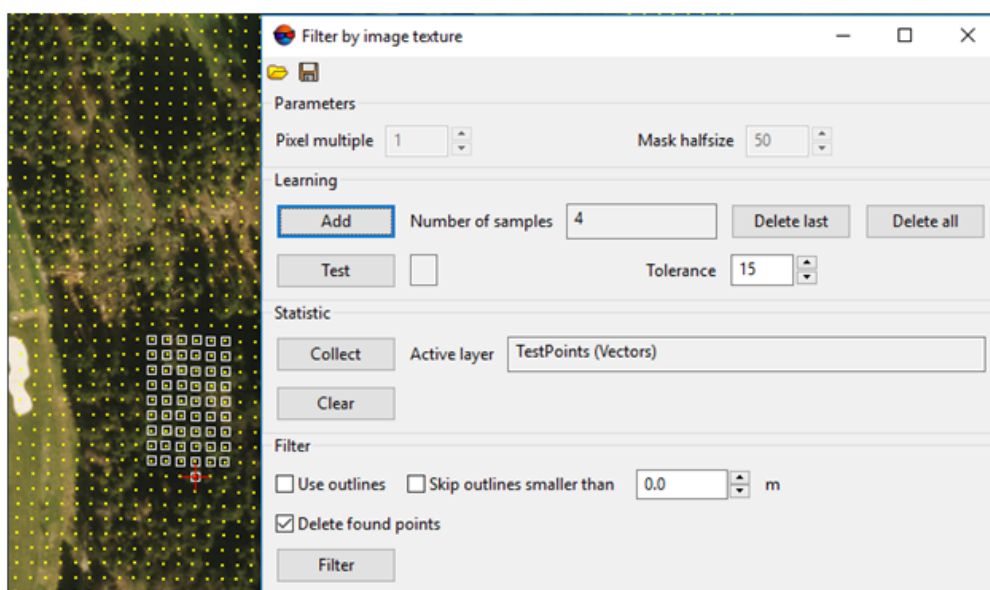 Filter by image texture
Parameters
Pixel multiple 1 Mask halfsize 50
Learning
Add Number of samples 4 Delete last Delete all
Test Tolerance 15
Statistic
Collect Active layer TestPoints (Vectors)
Clear
Filter
Use outlines Skip outlines smaller than 0.0 m
Delete found points
Filter